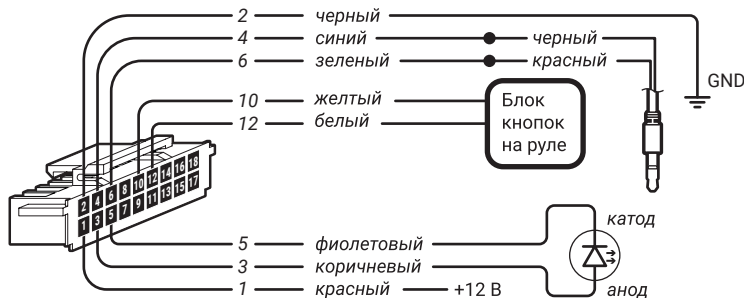 2 черный
4 синий черный
6 зеленый красный
GND
10 желтый
12 белый
Блок
кнопок
на руле
2 4 6 8 10 12 14 16 18
1 3 5 7 9 11 13 15 17
5 фиолетовый
3 коричневый
1 красный +12 В
катод
анод